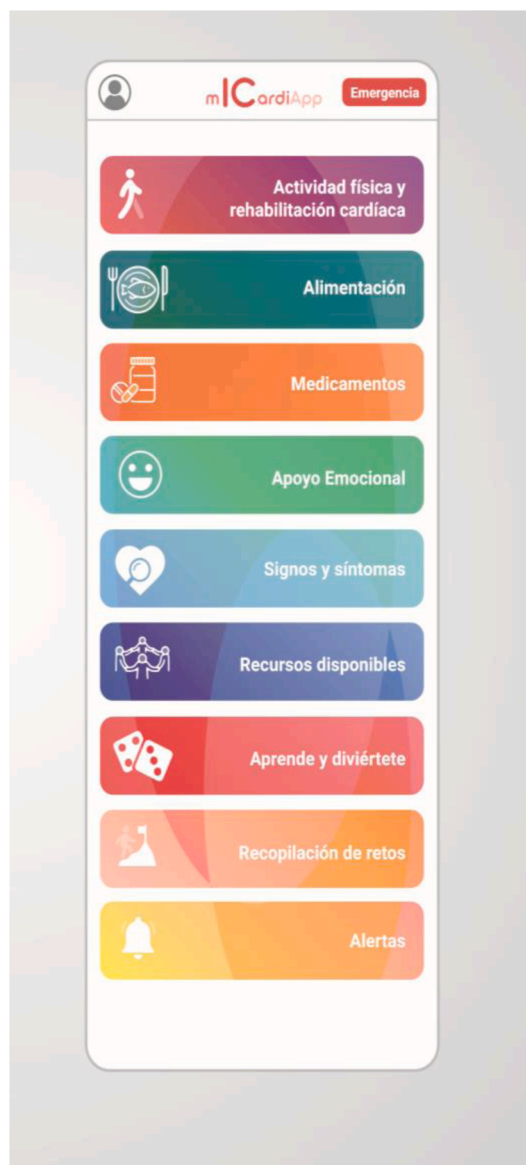 mICardiApp
Emergencia
Actividad física y
rehabilitación cardíaca
Alimentación
Medicamentos
Apoyo Emocional
Signos y síntomas
Recursos disponibles
Aprende y diviértete
Recopilación de retos
Alertas